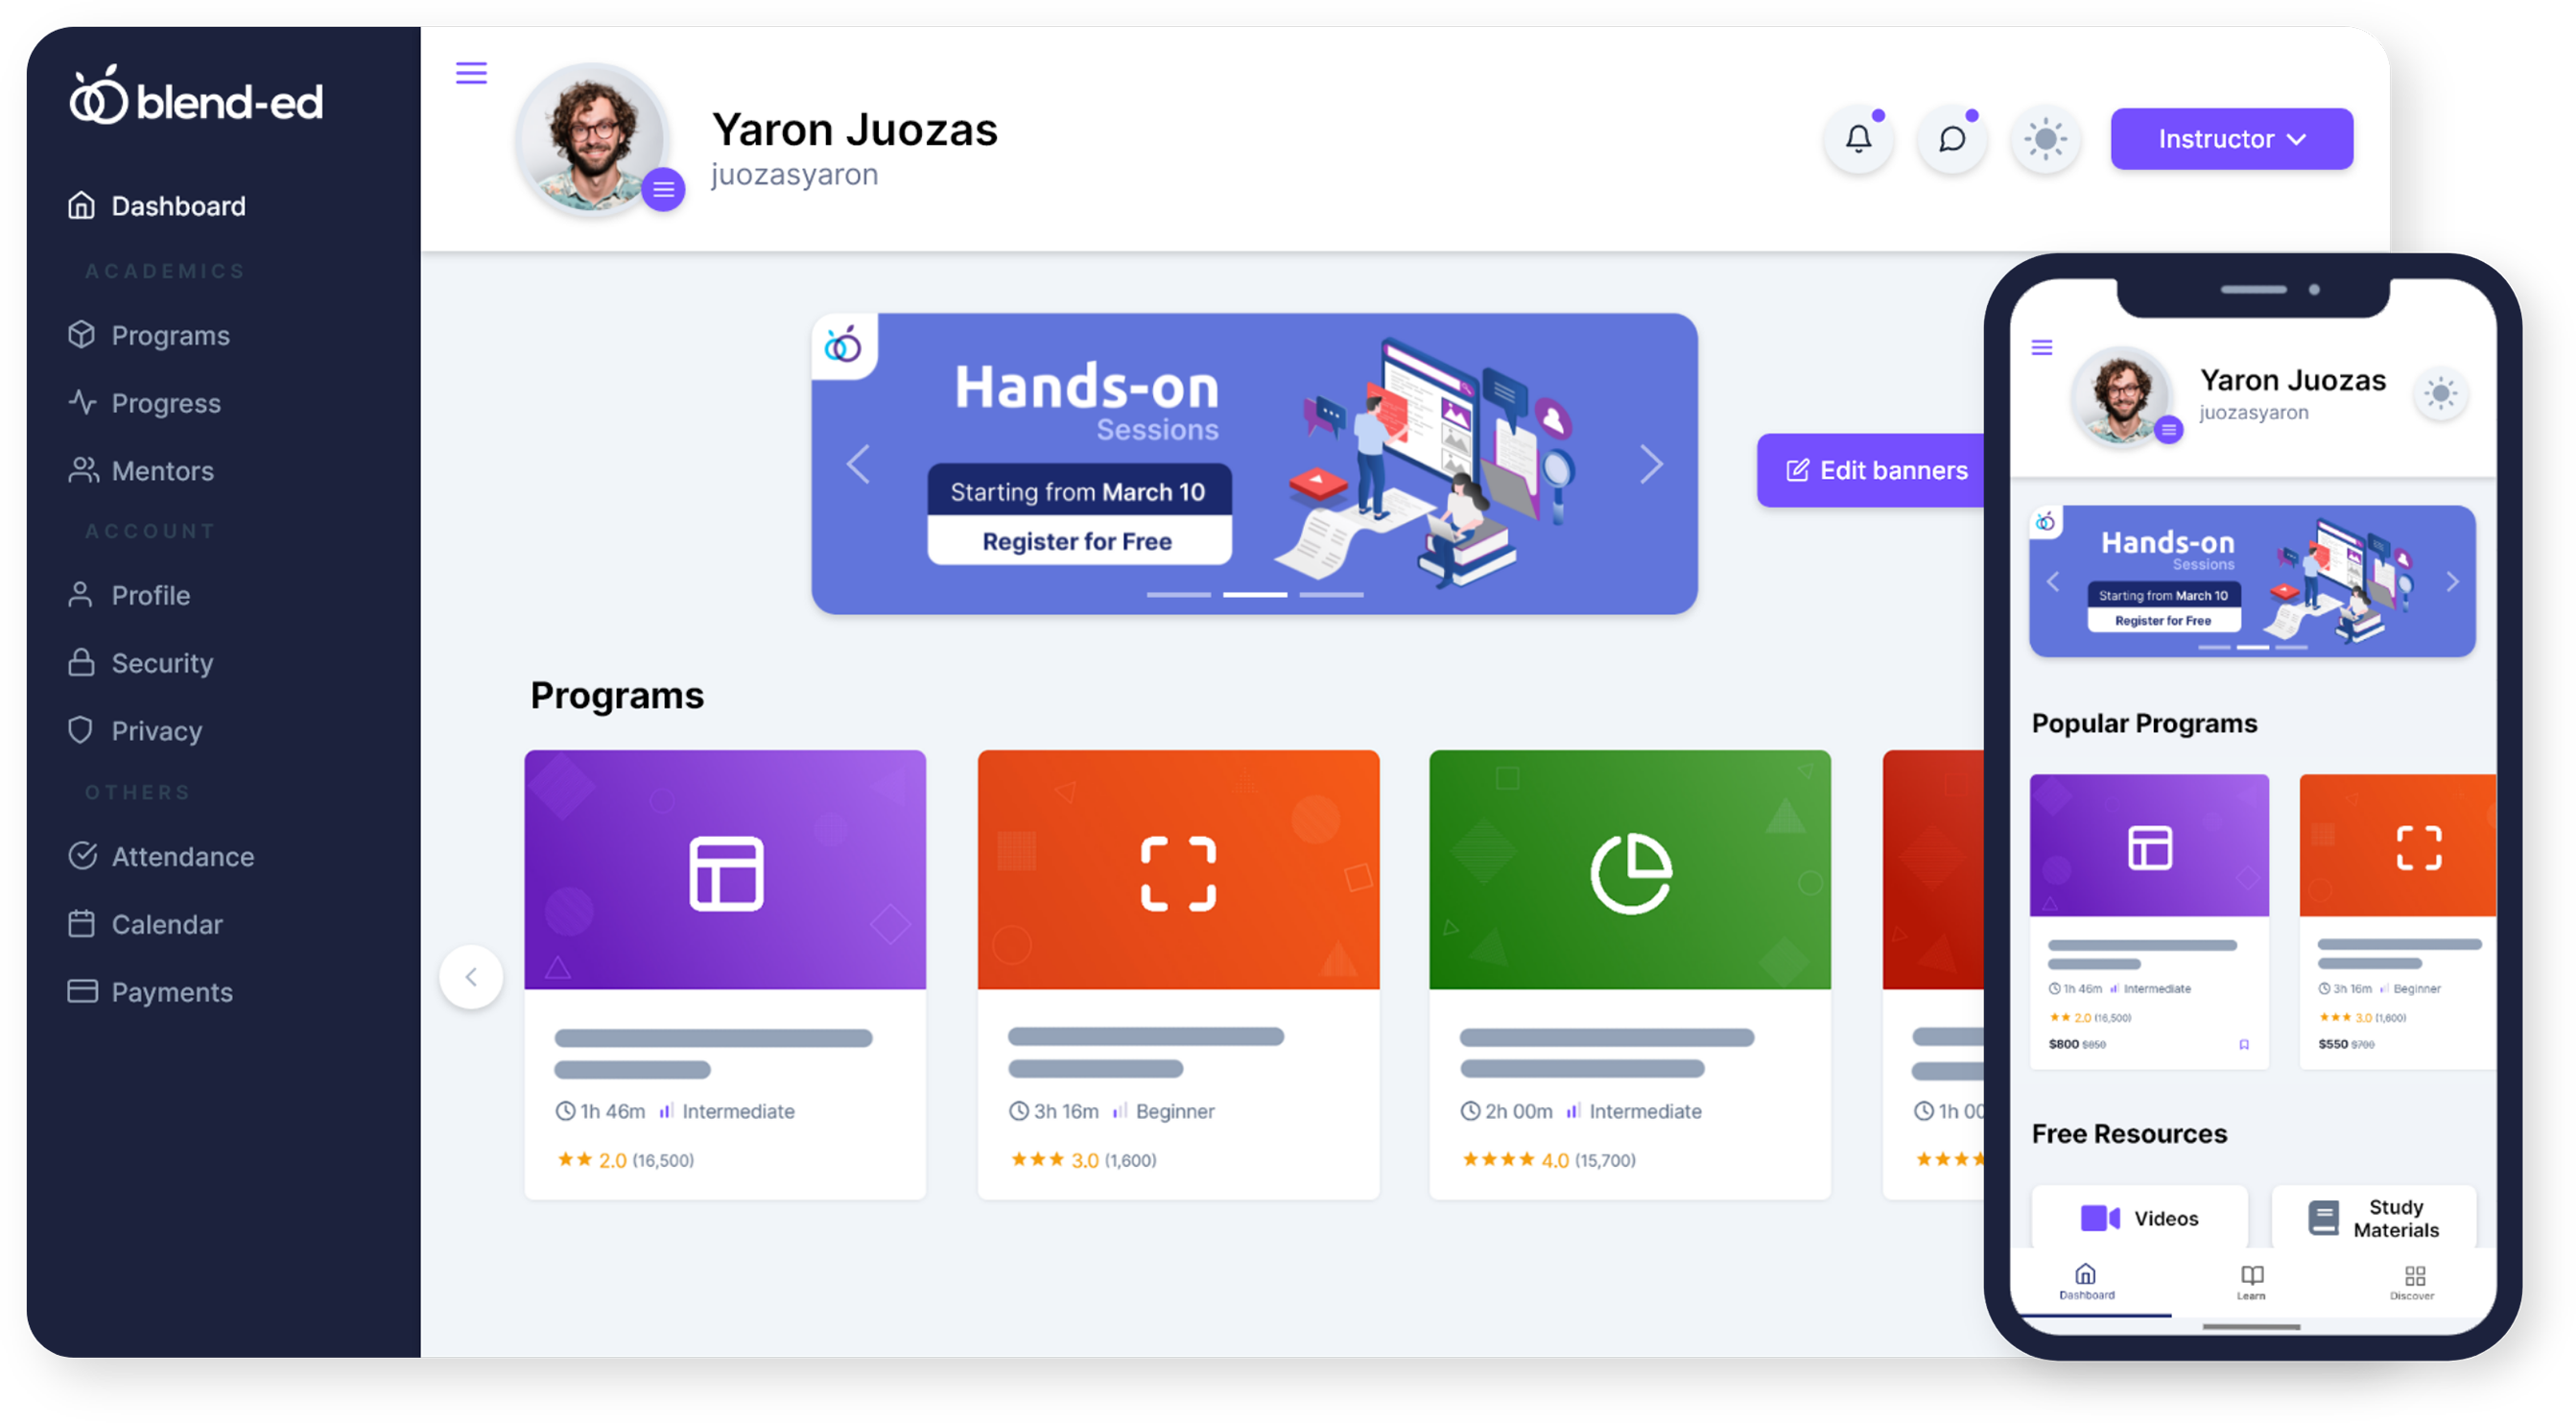 blend-ed
Dashboard
ACADEMICS
Programs
Progress
Mentors
ACCOUNT
Profile
Security
Privacy
OTHERS
Attendance
Calendar
Payments
Yaron Juozas
juozasyaron
Instructor
Hands-on
Sessions
Starting from March 10
Register for Free
Edit banners
Programs
1h 46m Intermediate
2.0 (16,500)
3h 16m Beginner
3.0 (1,600)
2h 00m Intermediate
4.0 (15,700)
1h 00
Yaron Juozas
juozasyaron
Hands-on
Sessions
Starting from March 10
Register for Free
Popular Programs
1h 46m Intermediate
2.0 (16,500)
$800 $850
3h 16m Beginner
3.0 (1,600)
$550 $700
Free Resources
Videos
Study
Materials
Dashboard
Learn
Discover